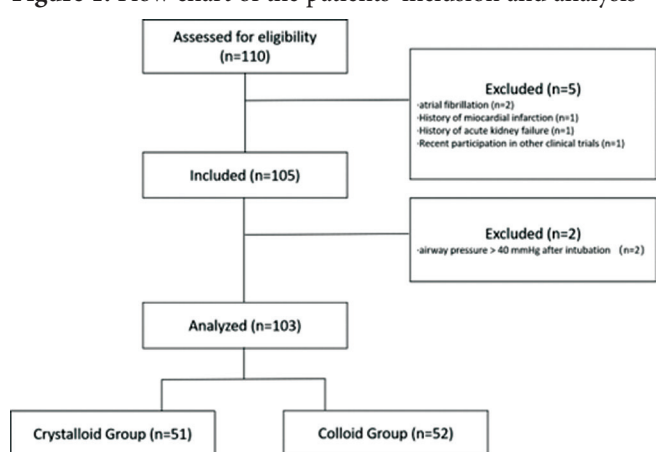 Figure 1. Flow chart of the patients' inclusion and analysis
Assessed for eligibility
(n=110)
Excluded (n=5)
·atrial fibrillation (n=2)
·History of miocardial infarction (n=1)
·History of acute kidney failure (n=1)
·Recent participation in other clinical trials (n=1)
Included (n=105)
Excluded (n=2)
·airway pressure > 40 mmHg after intubation (n=2)
Analyzed (n=103)
Crystalloid Group (n=51)
Colloid Group (n=52)